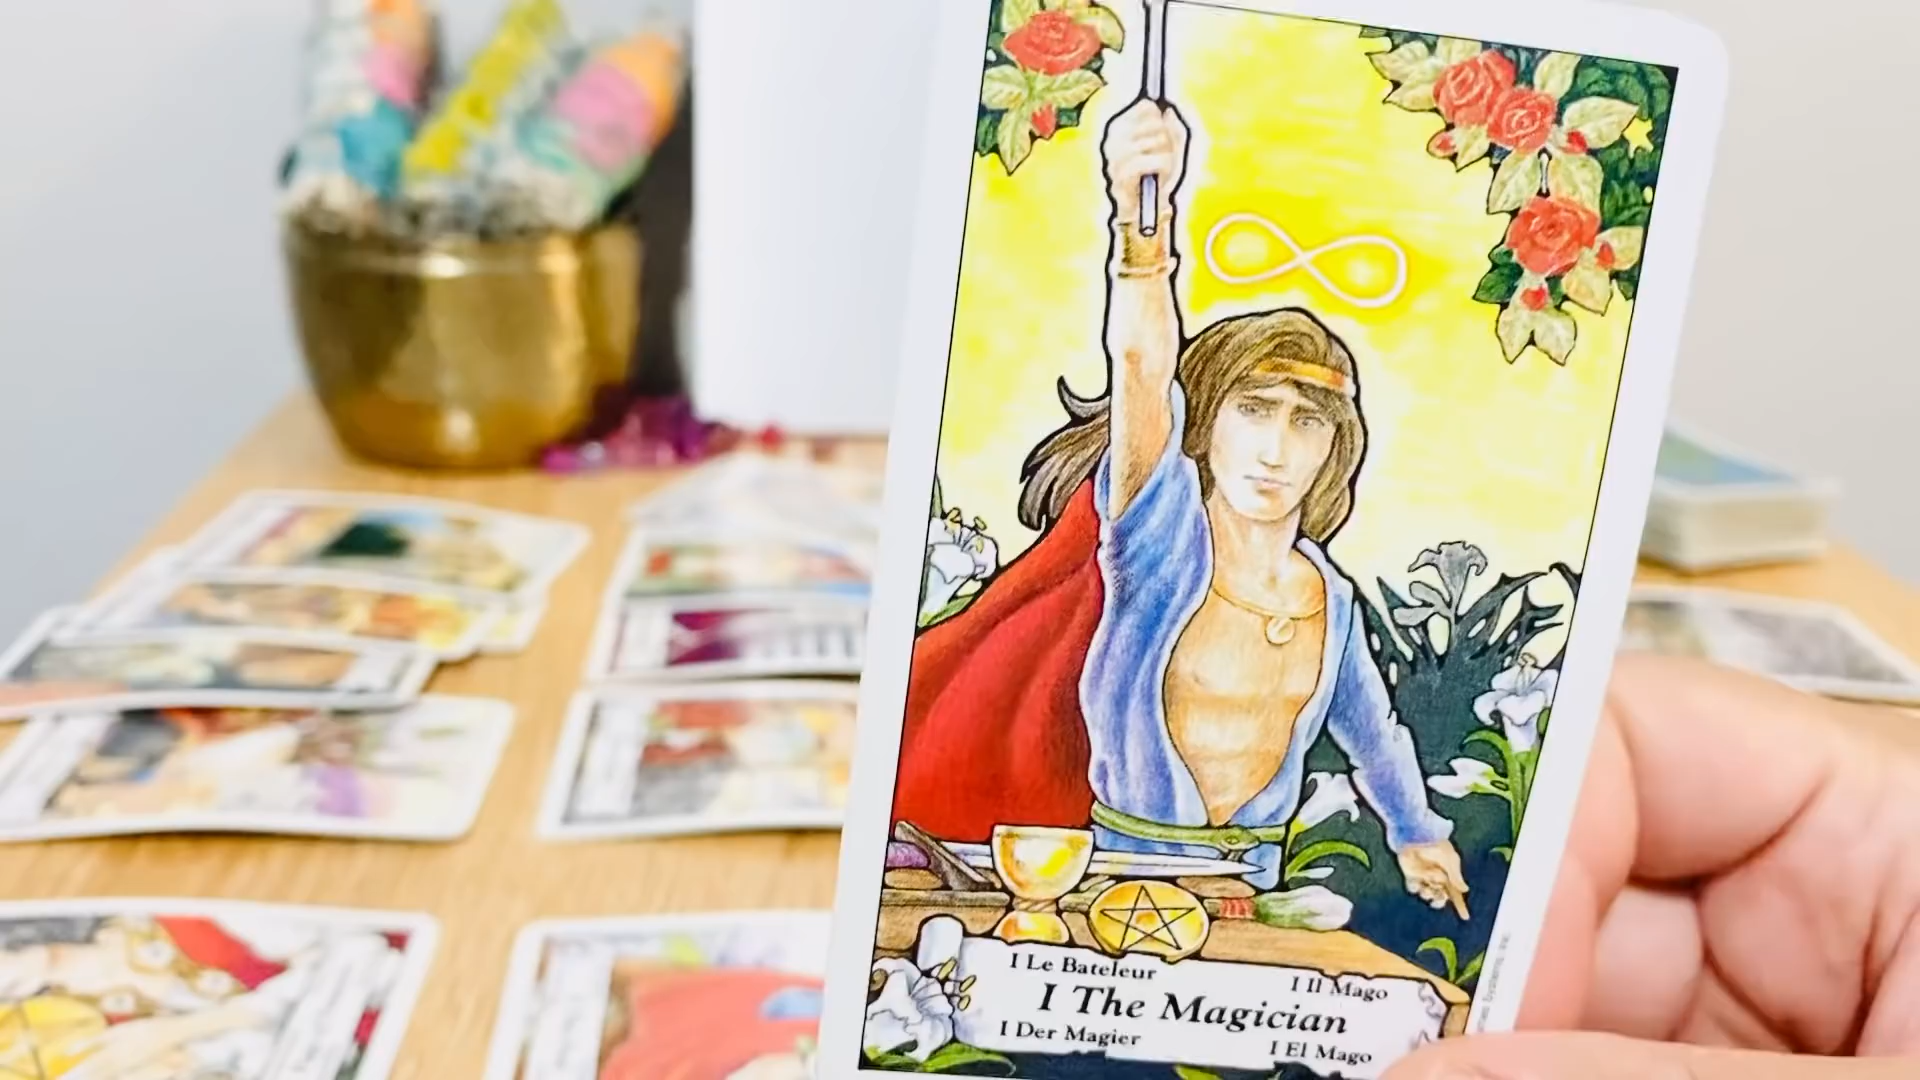 I Le Bateleur
I Il Mago
I The Magician
I Der Magier
I El Mago